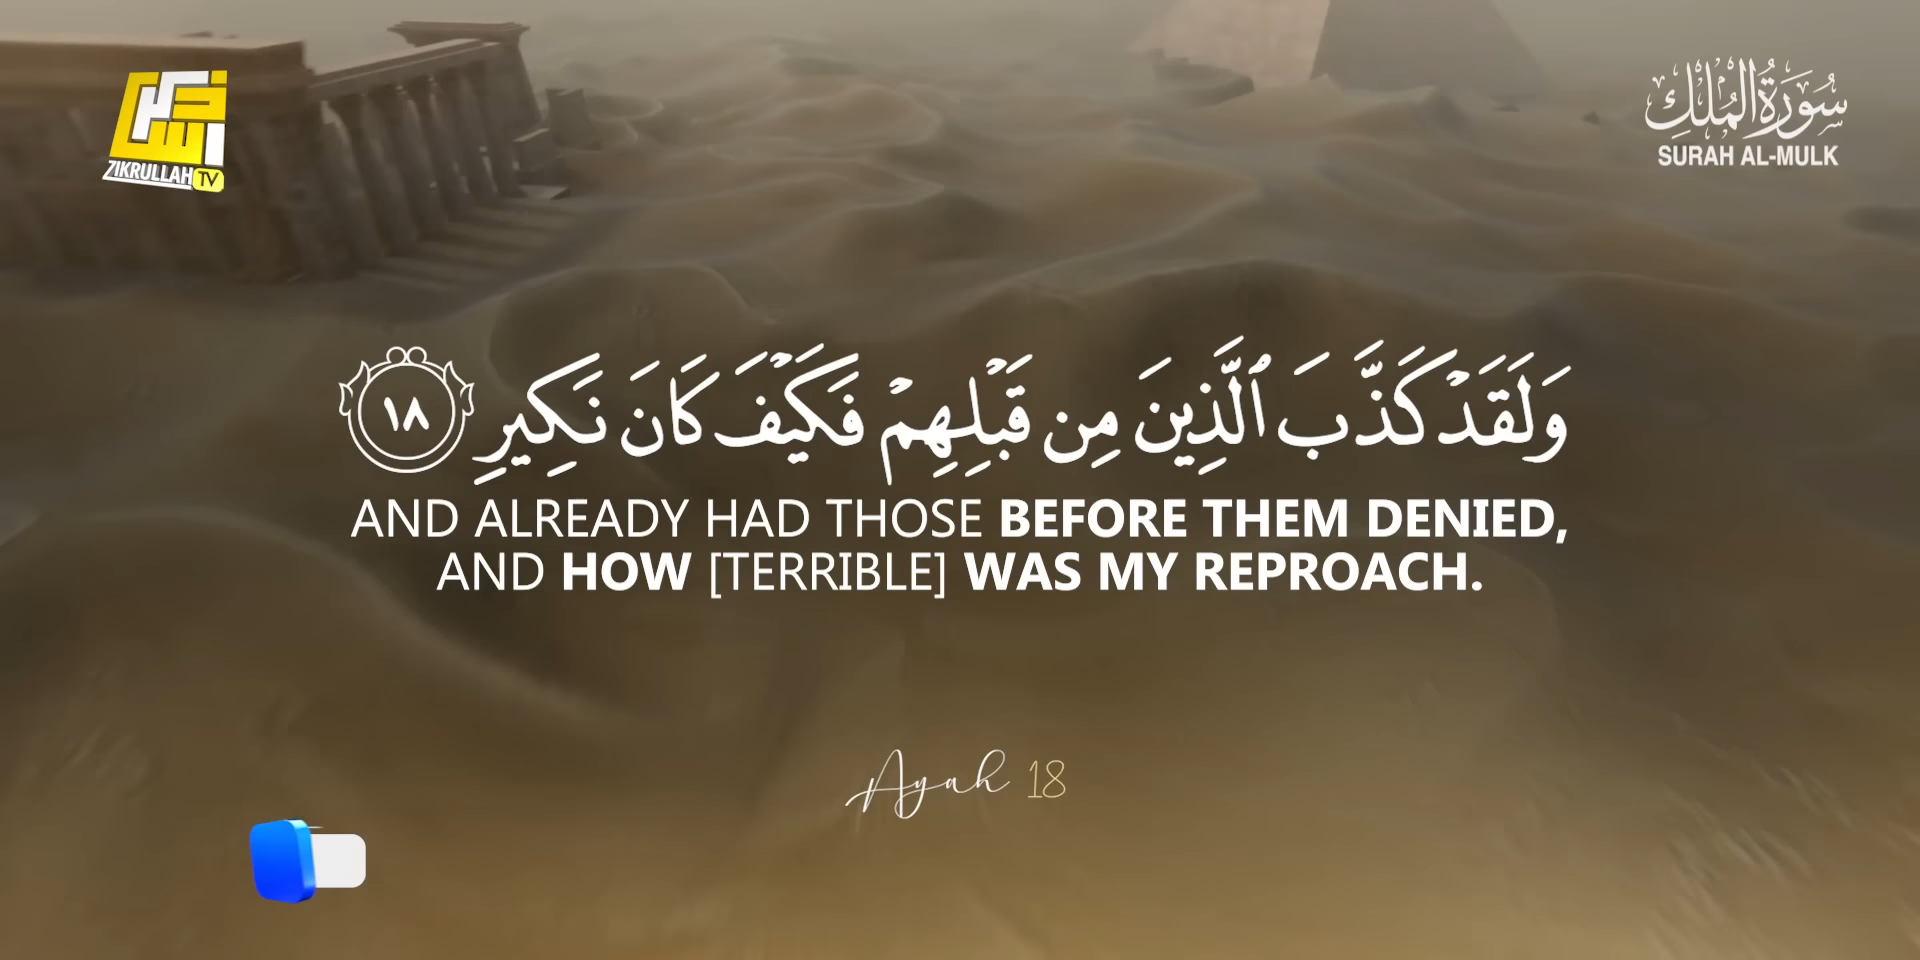 ZIKRULLAH TV
سُورَةُ المُلْكِ
SURAH AL-MULK
وَلَقَدْ كَذَّبَ ٱلَّذِينَ مِن قَبْلِهِمْ فَكَيْفَ كَانَ نَكِيرِ ١٨
AND ALREADY HAD THOSE BEFORE THEM DENIED,
AND HOW [TERRIBLE] WAS MY REPROACH.
Ayah 18